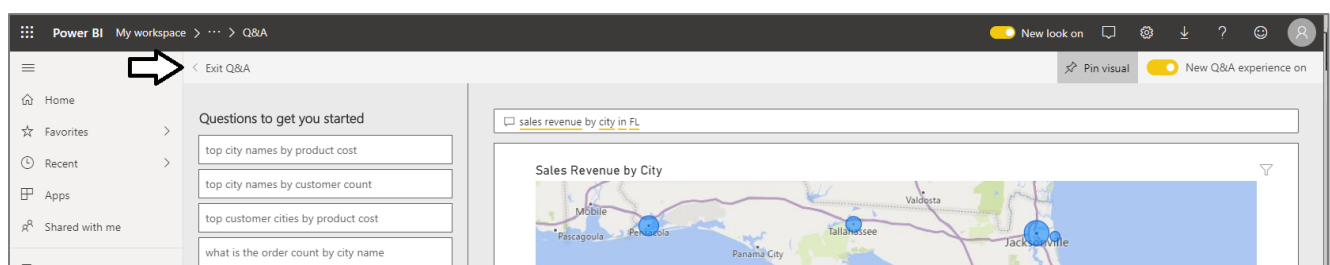 Power BI My workspace > ··· > Q&A New look on ?
Exit Q&A Pin visual New Q&A experience on
Home
Favorites
Recent
Apps
Shared with me
Questions to get you started
top city names by product cost
top city names by customer count
top customer cities by product cost
what is the order count by city name
sales revenue by city in FL
Sales Revenue by City
Mobile
Pascagoula
Pensacola
Panama City
Tallahassee
Valdosta
Jacksonville